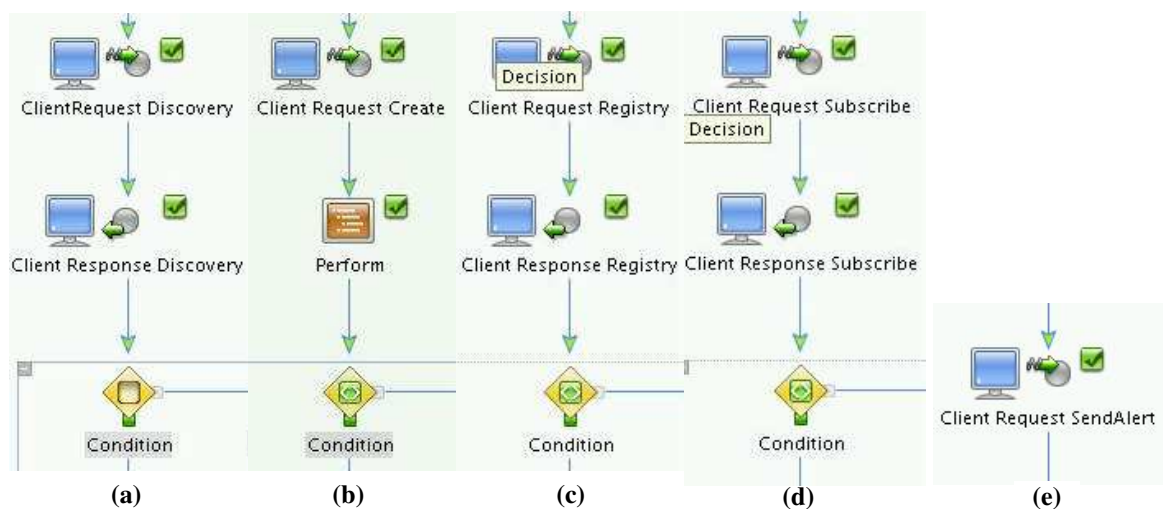 ClientRequest Discovery
Client Request Create
Decision
Client Request Registry
Client Request Subscribe
Decision
Client Response Discovery
Perform
Client Response Registry
Client Response Subscribe
Client Request SendAlert
Condition
Condition
Condition
Condition
(a)
(b)
(c)
(d)
(e)